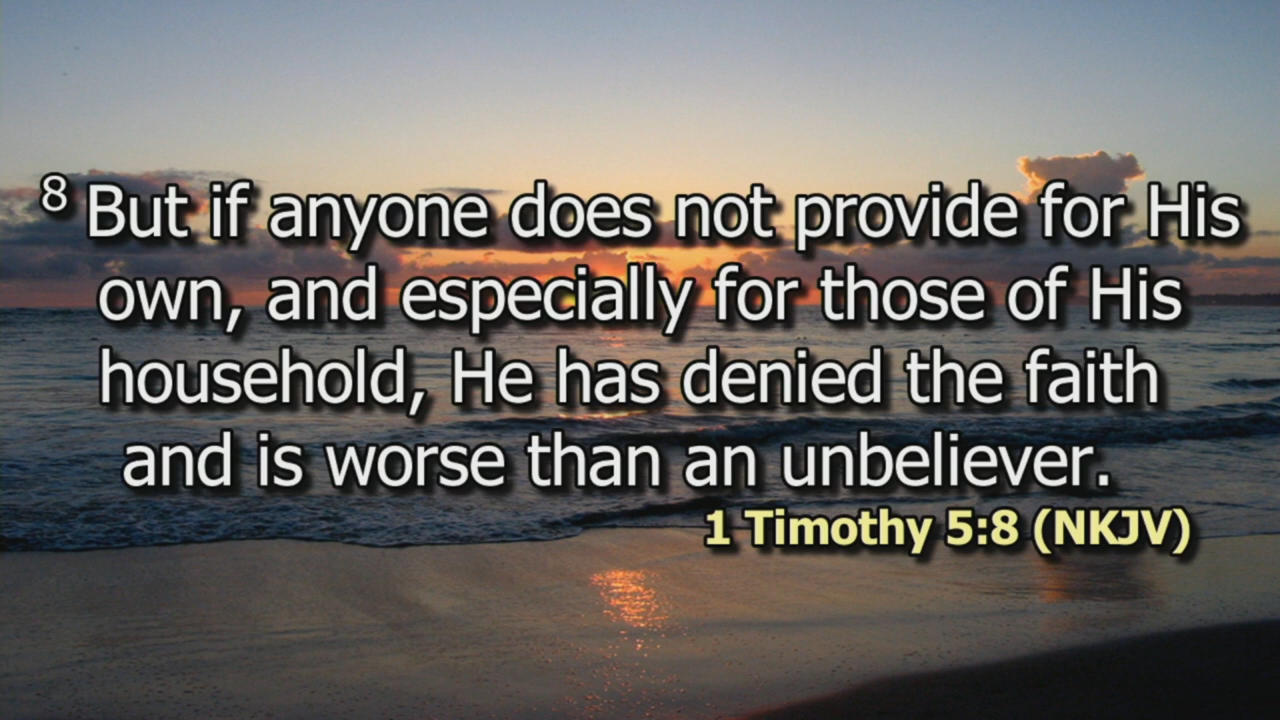 8 But if anyone does not provide for His
own, and especially for those of His
household, He has denied the faith
and is worse than an unbeliever.
1 Timothy 5:8 (NKJV)